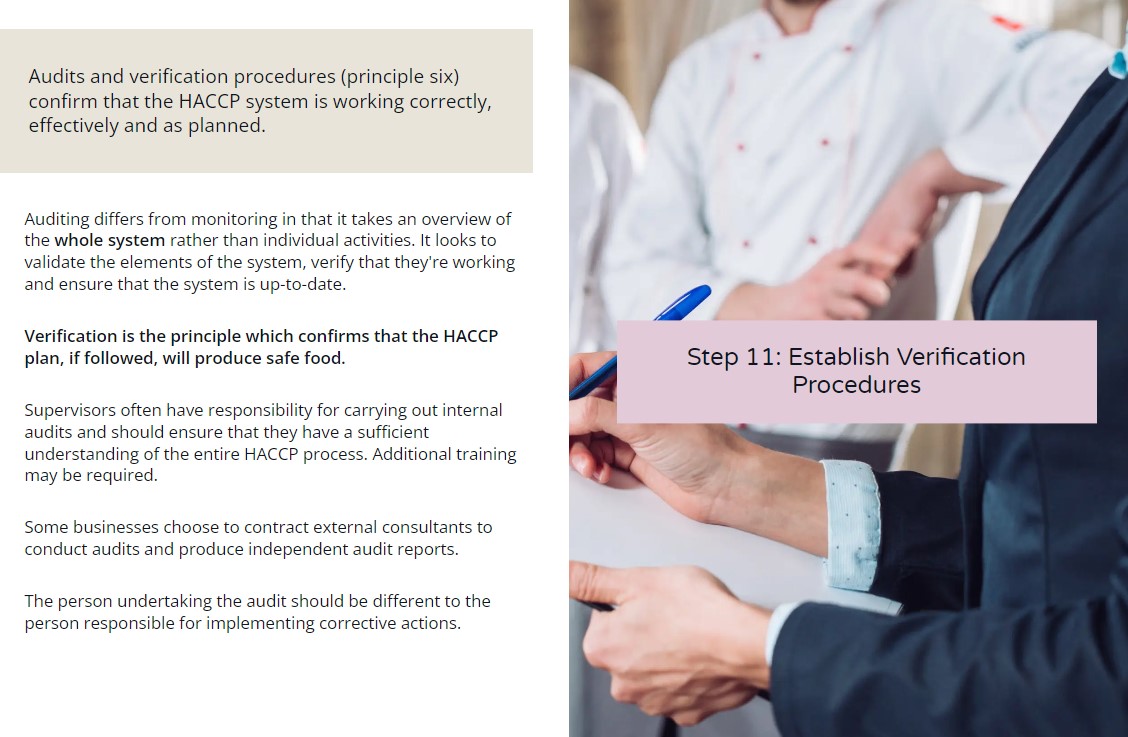 Audits and verification procedures (principle six)
confirm that the HACCP system is working correctly,
effectively and as planned.
Auditing differs from monitoring in that it takes an overview of
the whole system rather than individual activities. It looks to
validate the elements of the system, verify that they're working
and ensure that the system is up-to-date.
Verification is the principle which confirms that the HACCP
plan, if followed, will produce safe food.
Supervisors often have responsibility for carrying out internal
audits and should ensure that they have a sufficient
understanding of the entire HACCP process. Additional training
may be required.
Some businesses choose to contract external consultants to
conduct audits and produce independent audit reports.
The person undertaking the audit should be different to the
person responsible for implementing corrective actions.
Step 11: Establish Verification
Procedures